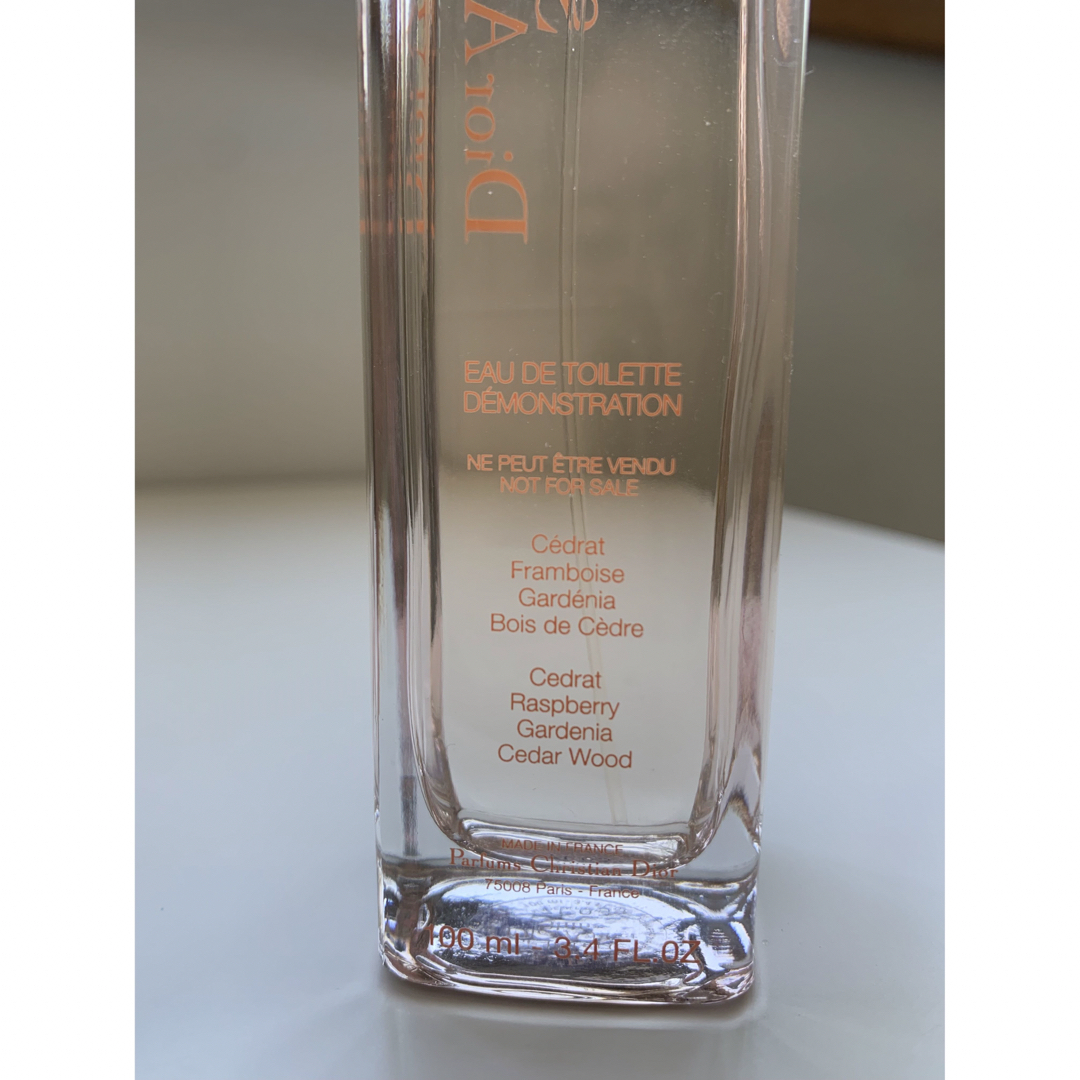 Dior A
EAU DE TOILETTE
DÉMONSTRATION
NE PEUT ÊTRE VENDU
NOT FOR SALE
Cédrat
Framboise
Gardénia
Bois de Cèdre
Cedrat
Raspberry
Gardenia
Cedar Wood
MADE IN FRANCE
Parfums Christian Dior
75008 Paris - France
100 ml - 3.4 FL.OZ